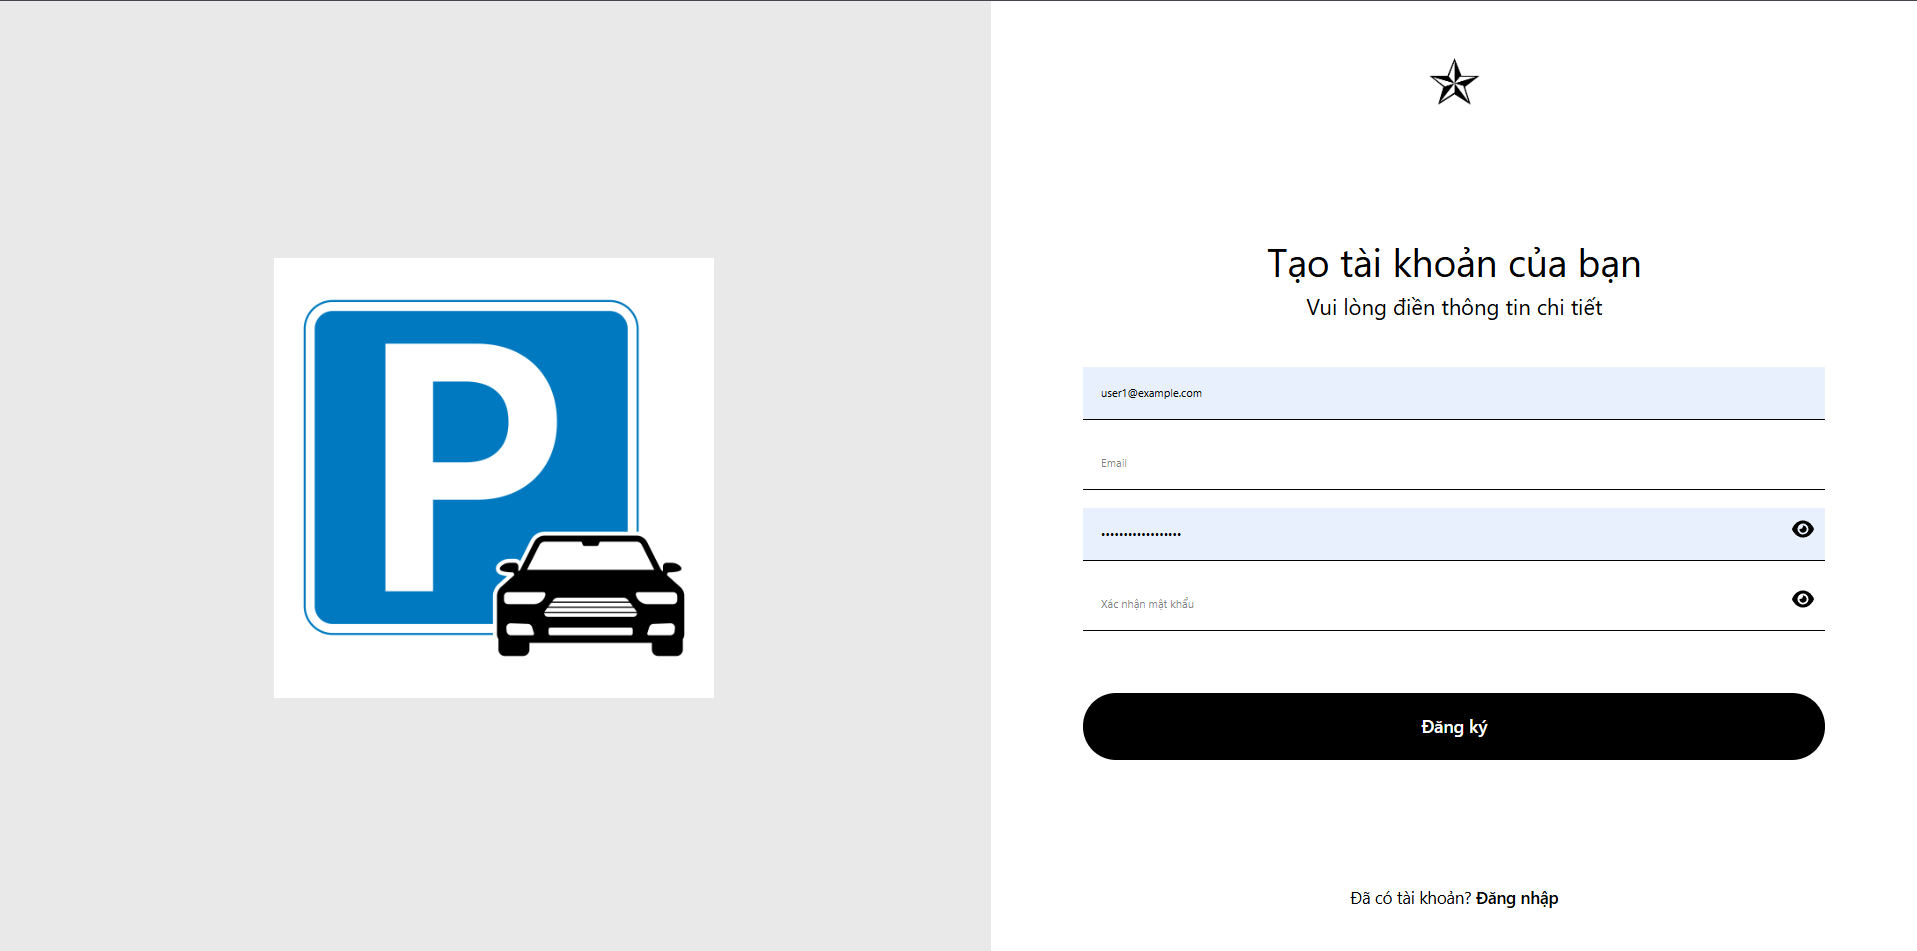 P
Tạo tài khoản của bạn
Vui lòng điền thông tin chi tiết
user1@example.com
Email
••••••••••••••••••
Xác nhận mật khẩu
Đăng ký
Đã có tài khoản? Đăng nhập